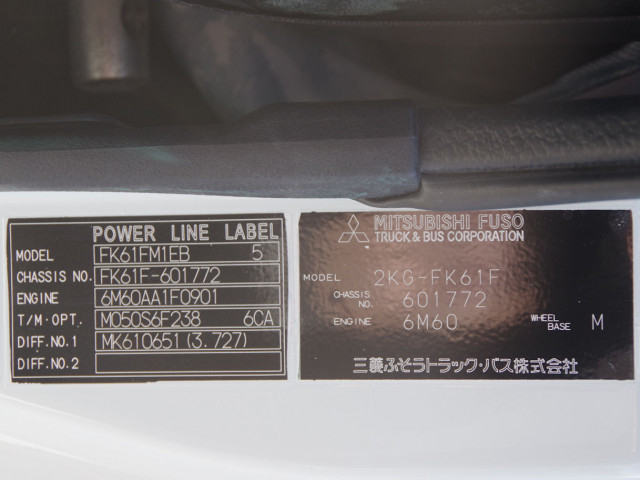 POWER LINE LABEL
MODEL FK61FM1EB 5
CHASSIS NO. FK61F-601772
ENGINE 6M60AA1F0901
T/M·OPT. M050S6F238 6CA
DIFF.NO.1 MK610651 (3.727)
DIFF.NO.2
MITSUBISHI FUSO
TRUCK & BUS CORPORATION
MODEL 2KG-FK61F
CHASSIS NO. 601772
ENGINE 6M60 WHEEL BASE M
三菱ふそうトラック・バス株式会社